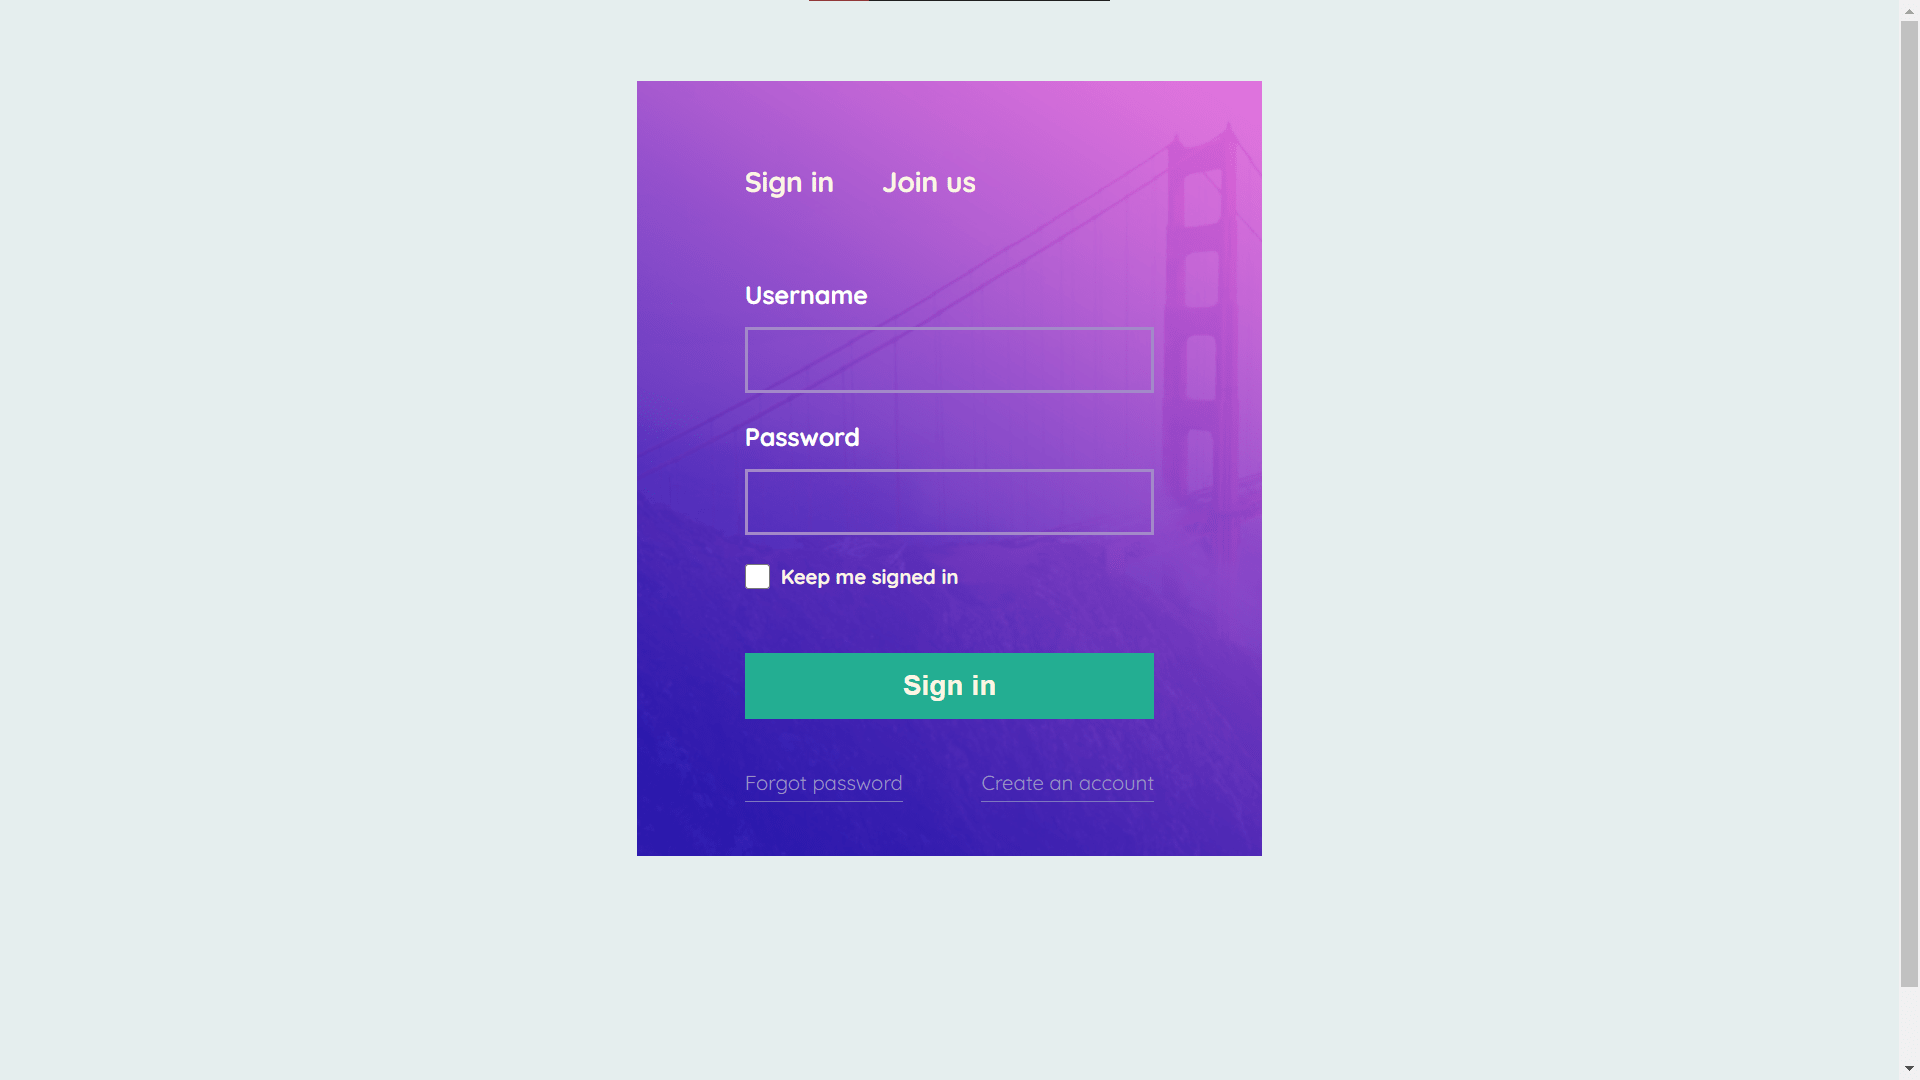 Sign in Join us
Username
Password
Keep me signed in
Sign in
Forgot password Create an account